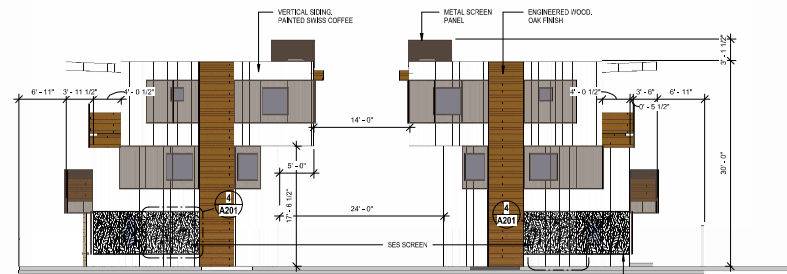 VERTICAL SIDING.
PAINTED SWISS COFFEE
METAL SCREEN
PANEL
ENGINEERED WOOD.
OAK FINISH
3' - 1 1/2"
6' - 11"
3' - 11 1/2"
4' - 0 1/2"
14' - 0"
4' - 0 1/2"
3' - 6"
6' - 11"
0' - 5 1/2"
5' - 0"
17' - 6 1/2"
24' - 0"
30' - 0"
4
A201
4
A201
SES SCREEN